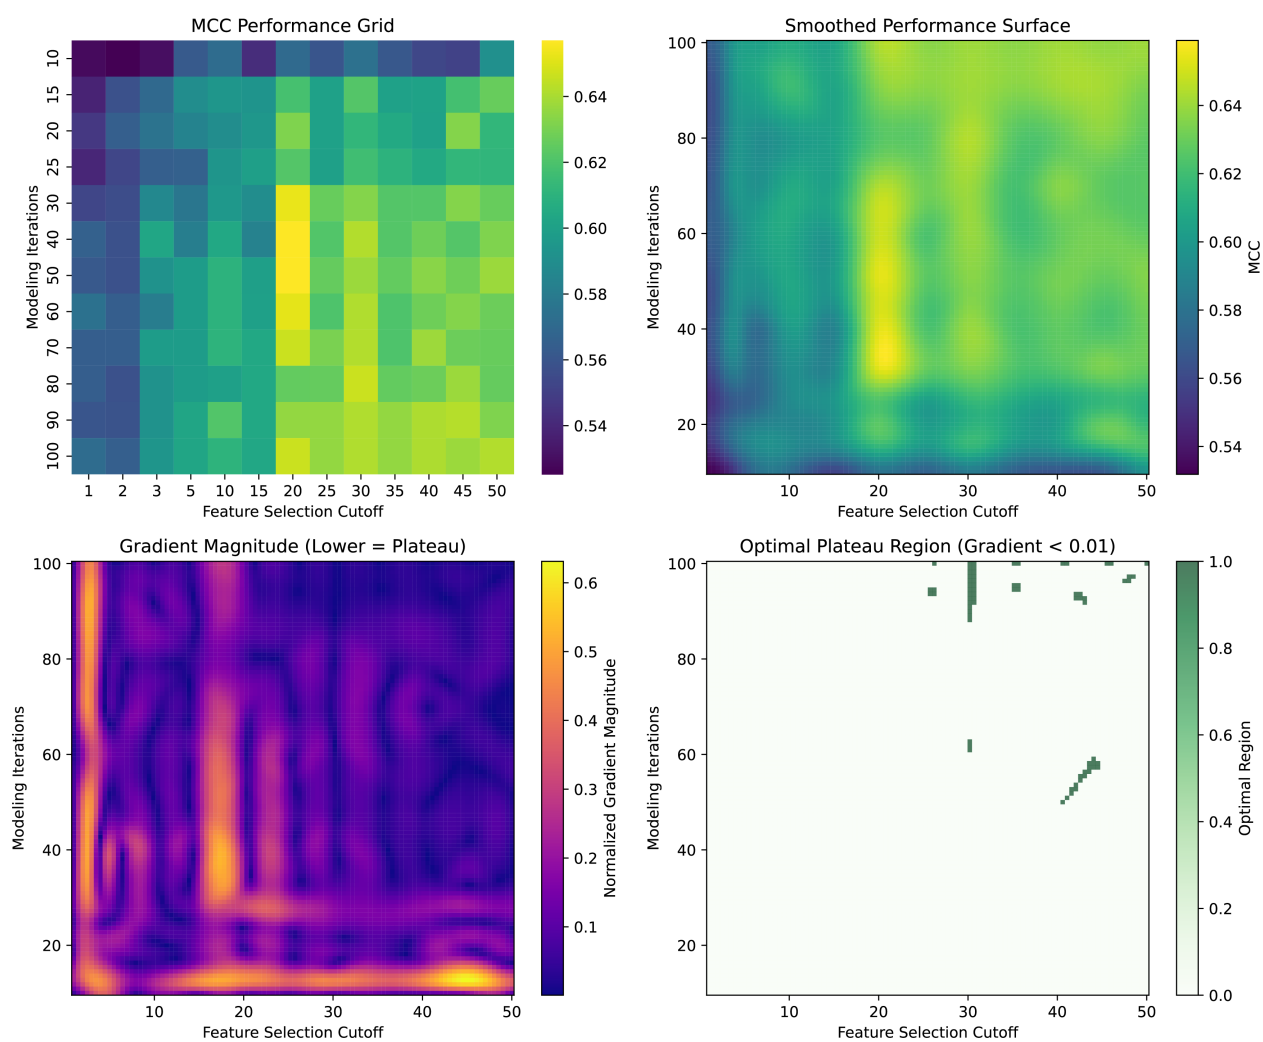 MCC Performance Grid
Modeling Iterations
10
15
20
25
30
40
50
60
70
80
90
100
1 2 3 5 10 15 20 25 30 35 40 45 50
Feature Selection Cutoff
0.64
0.62
0.60
0.58
0.56
0.54
Smoothed Performance Surface
Modeling Iterations
100
80
60
40
20
10 20 30 40 50
Feature Selection Cutoff
0.64
0.62
0.60
0.58
0.56
0.54
MCC
Gradient Magnitude (Lower = Plateau)
Modeling Iterations
100
80
60
40
20
10 20 30 40 50
Feature Selection Cutoff
0.6
0.5
0.4
0.3
0.2
0.1
Normalized Gradient Magnitude
Optimal Plateau Region (Gradient < 0.01)
Modeling Iterations
100
80
60
40
20
10 20 30 40 50
Feature Selection Cutoff
1.0
0.8
0.6
0.4
0.2
0.0
Optimal Region